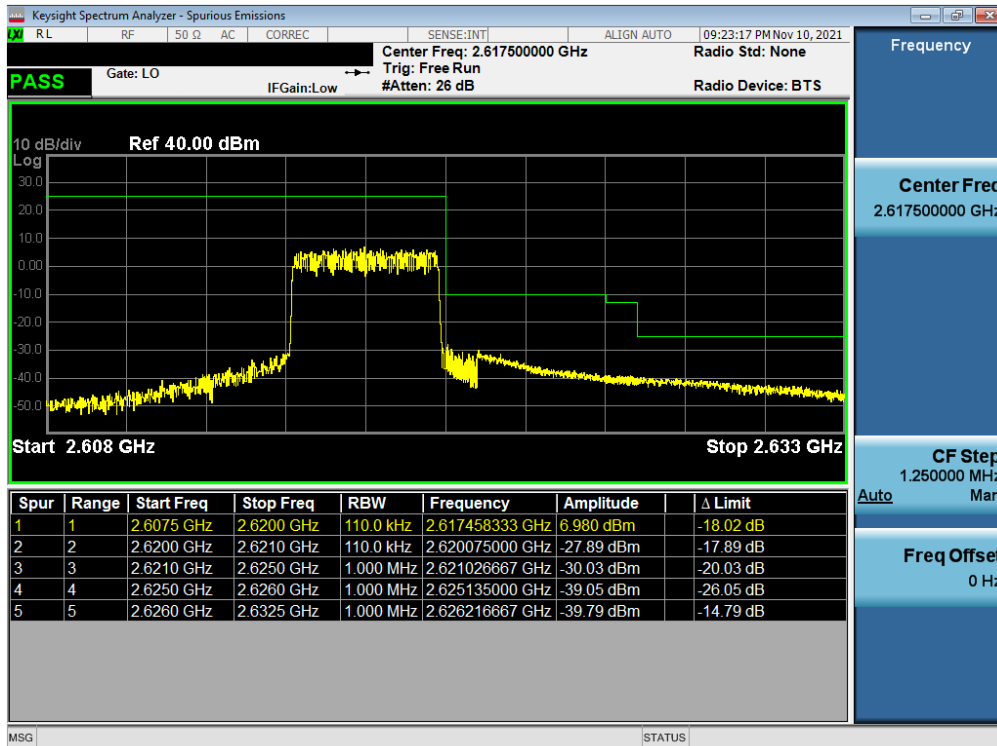 Keysight Spectrum Analyzer - Spurious Emissions
LXI RL RF 50 Ω AC CORREC SENSE:INT ALIGN AUTO 09:23:17 PM Nov 10, 2021
Center Freq: 2.617500000 GHz Radio Std: None
Trig: Free Run
PASS Gate: LO IFGain:Low #Atten: 26 dB Radio Device: BTS
10 dB/div Ref 40.00 dBm
Log
30.0
20.0
10.0
0.00
-10.0
-20.0
-30.0
-40.0
-50.0
Start 2.608 GHz Stop 2.633 GHz
Spur Range Start Freq Stop Freq RBW Frequency Amplitude Δ Limit
1 1 2.6075 GHz 2.6200 GHz 110.0 kHz 2.617458333 GHz 6.980 dBm -18.02 dB
2 2 2.6200 GHz 2.6210 GHz 110.0 kHz 2.620075000 GHz -27.89 dBm -17.89 dB
3 3 2.6210 GHz 2.6250 GHz 1.000 MHz 2.621026667 GHz -30.03 dBm -20.03 dB
4 4 2.6250 GHz 2.6260 GHz 1.000 MHz 2.625135000 GHz -39.05 dBm -26.05 dB
5 5 2.6260 GHz 2.6325 GHz 1.000 MHz 2.626216667 GHz -39.79 dBm -14.79 dB
MSG STATUS
Frequency
Center Freq
2.617500000 GHz
CF Step
1.250000 MHz
Auto Man
Freq Offset
0 Hz